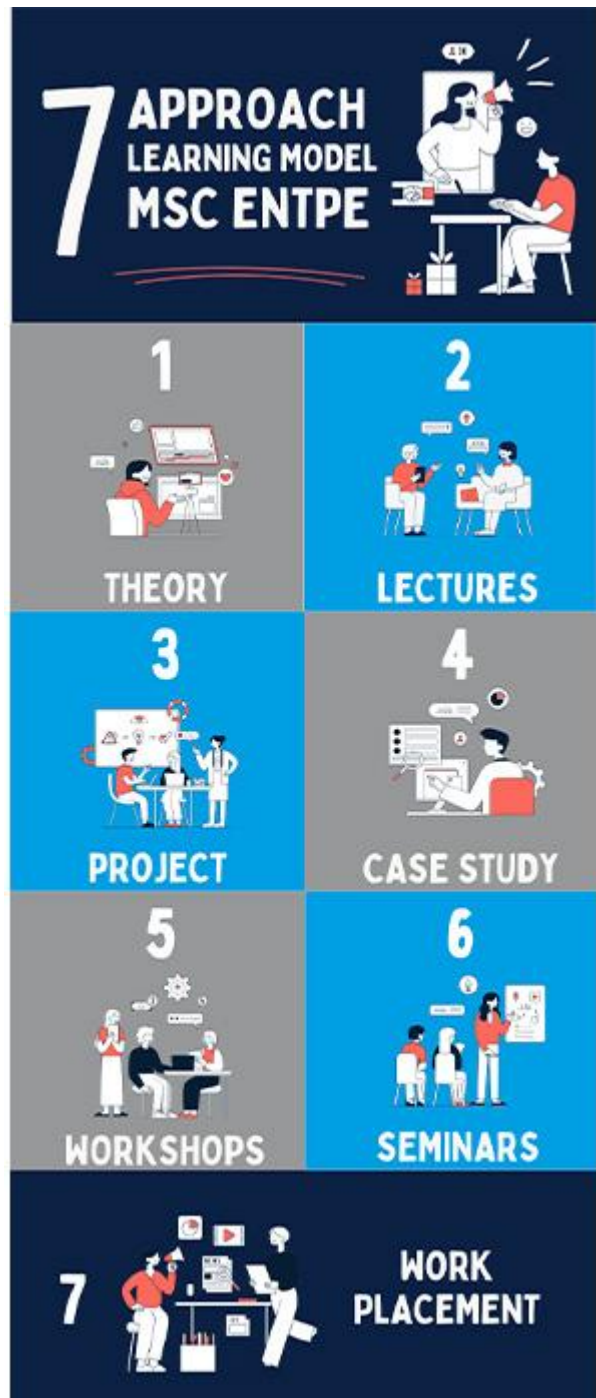 7
APPROACH
LEARNING MODEL
MSC ENTPE
1
THEORY
2
LECTURES
3
PROJECT
4
CASE STUDY
5
WORKSHOPS
6
SEMINARS
7
WORK
PLACEMENT